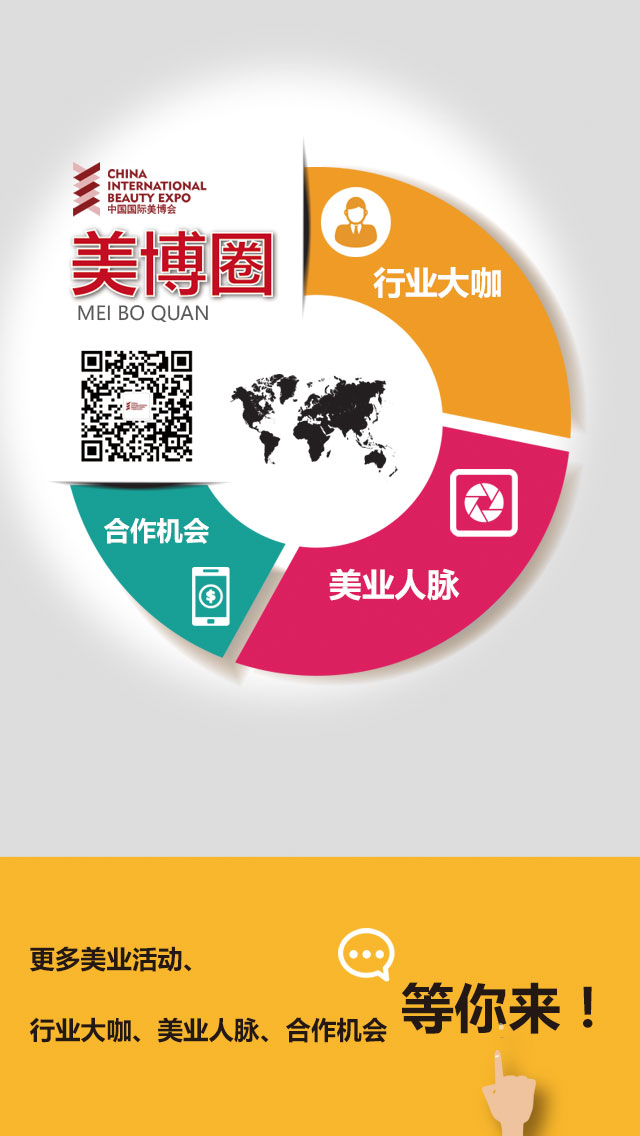 CHINA
INTERNATIONAL
BEAUTY EXPO
中国国际美博会
美博圈
MEI BO QUAN
行业大咖
合作机会
$
美业人脉
更多美业活动、
行业大咖、美业人脉、合作机会
等你来！